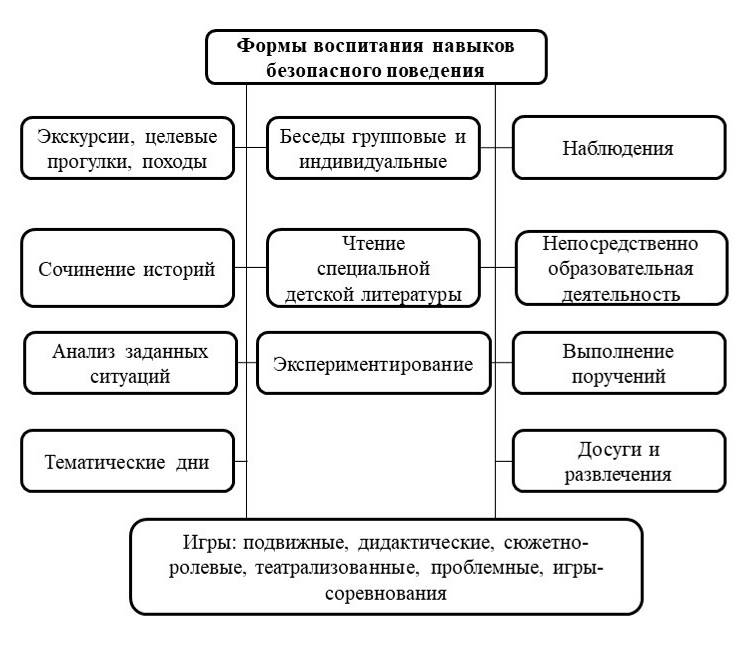 Формы воспитания навыков
безопасного поведения
Экскурсии, целевые
прогулки, походы
Беседы групповые и
индивидуальные
Наблюдения
Сочинение историй
Чтение
специальной
детской литературы
Непосредственно
образовательная
деятельность
Анализ заданных
ситуаций
Экспериментирование
Выполнение
поручений
Тематические дни
Досуги и
развлечения
Игры: подвижные, дидактические, сюжетно-
ролевые, театрализованные, проблемные, игры-
соревнования